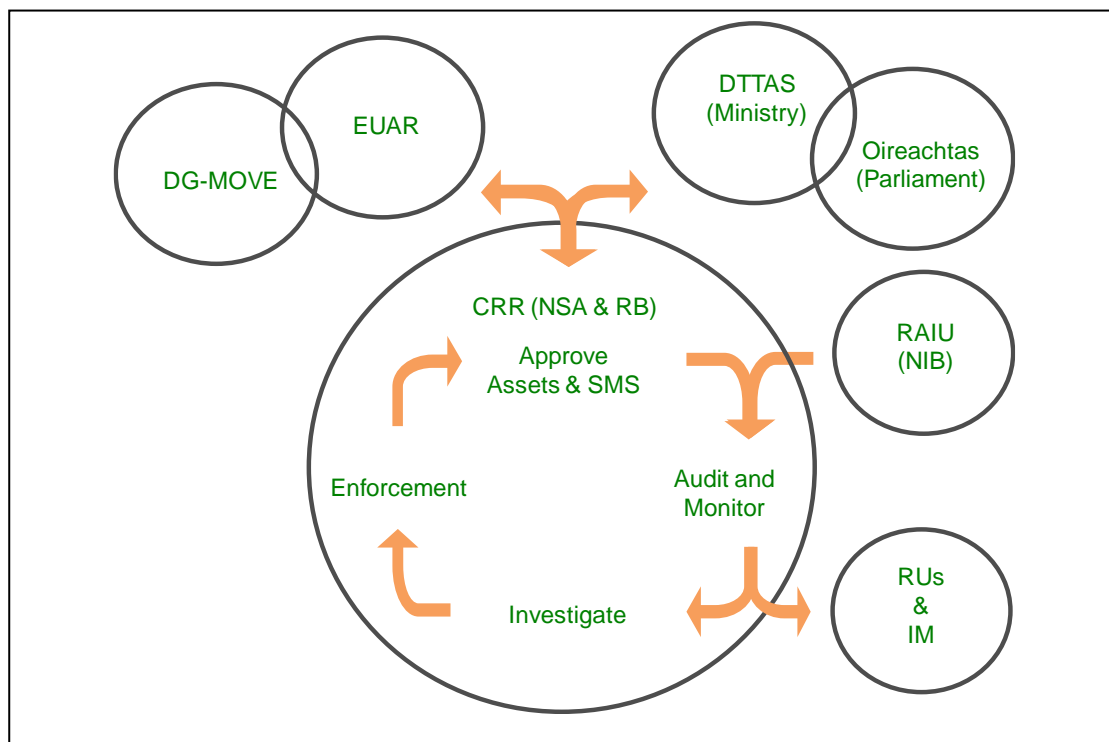 EUAR
DG-MOVE
DTTAS
(Ministry)
Oireachtas
(Parliament)
CRR (NSA & RB)
Approve
Assets & SMS
RAIU
(NIB)
Enforcement
Audit and
Monitor
Investigate
RUs
&
IM